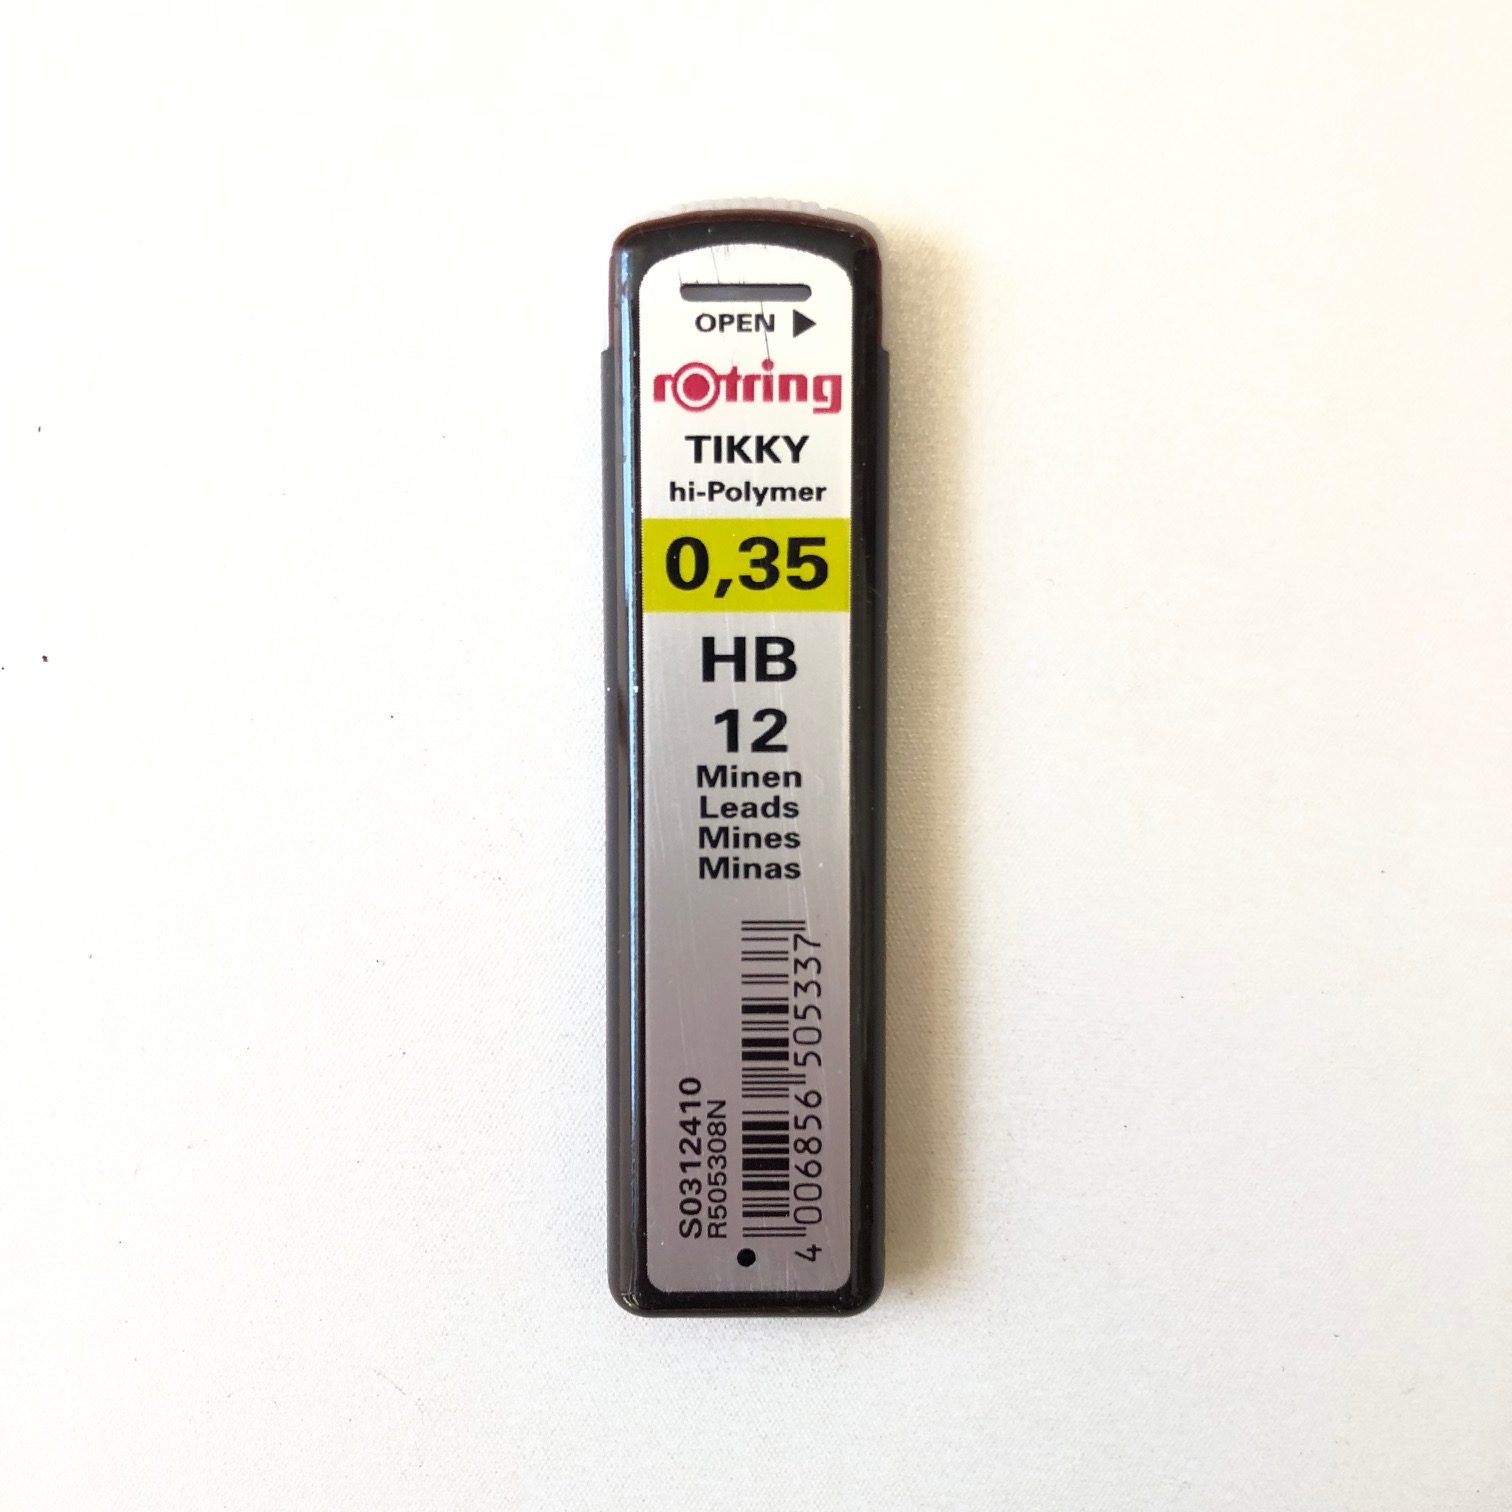 OPEN ▶
rotring
TIKKY
hi-Polymer
0,35
HB
12
Minen
Leads
Mines
Minas
S0312410
R505308N
4 006856 505337